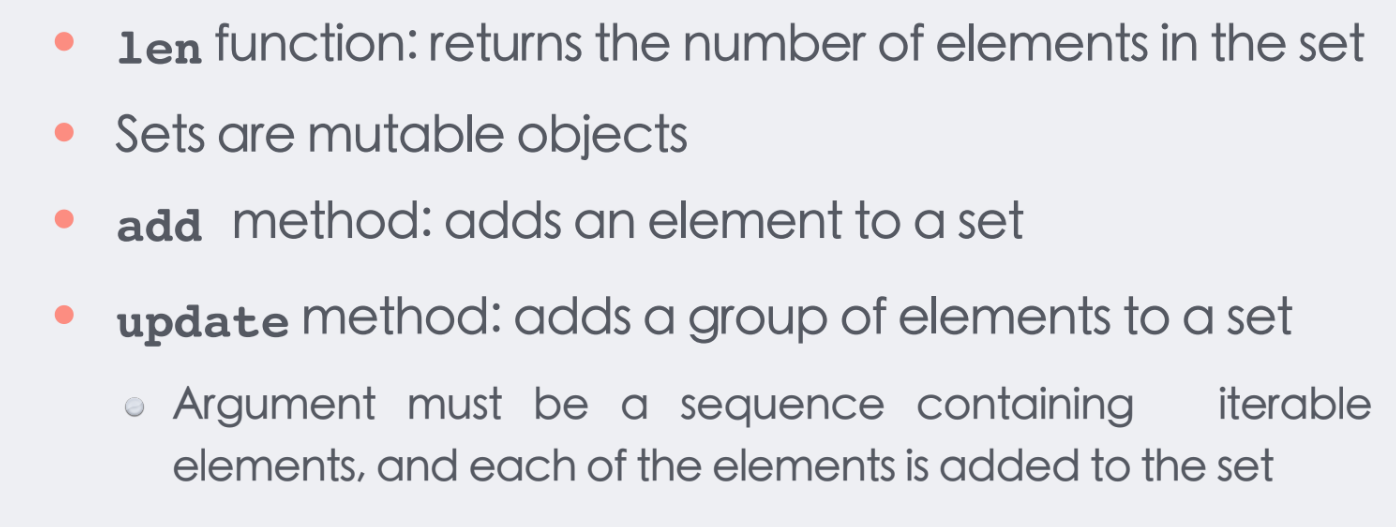 len function: returns the number of elements in the set
Sets are mutable objects
add method: adds an element to a set
update method: adds a group of elements to a set
Argument must be a sequence containing iterable
elements, and each of the elements is added to the set